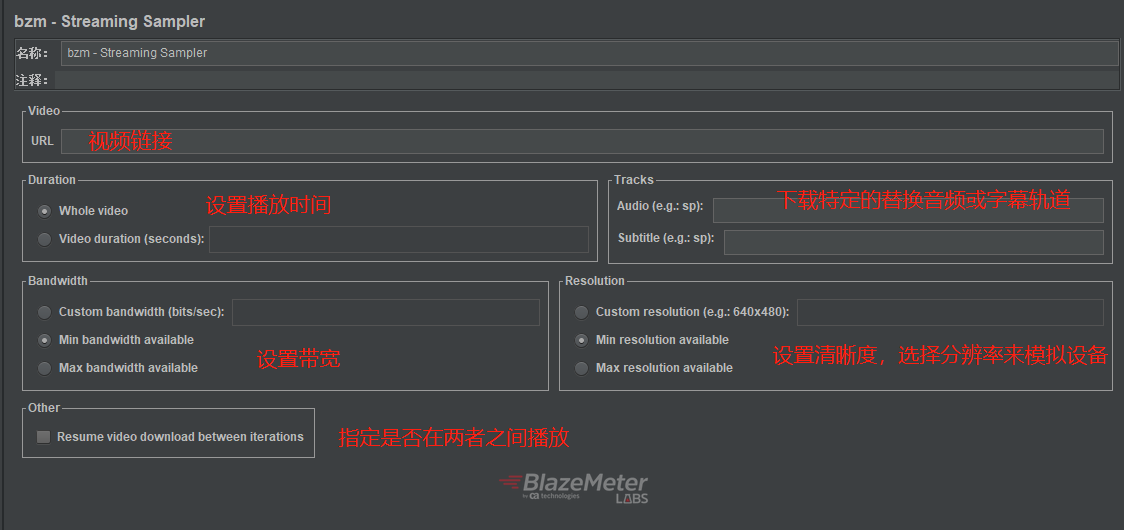 bzm - Streaming Sampler
名称： bzm - Streaming Sampler
注释：
Video
URL 视频链接
Duration
设置播放时间
Whole video
Video duration (seconds):
Tracks
下载特定的替换音频或字幕轨道
Audio (e.g.: sp):
Subtitle (e.g.: sp):
Bandwidth
Custom bandwidth (bits/sec):
Min bandwidth available
设置带宽
Max bandwidth available
Resolution
Custom resolution (e.g.: 640x480):
Min resolution available
设置清晰度，选择分辨率来模拟设备
Max resolution available
Other
Resume video download between iterations
指定是否在两者之间播放
BlazeMeter
by ca technologies
LABS